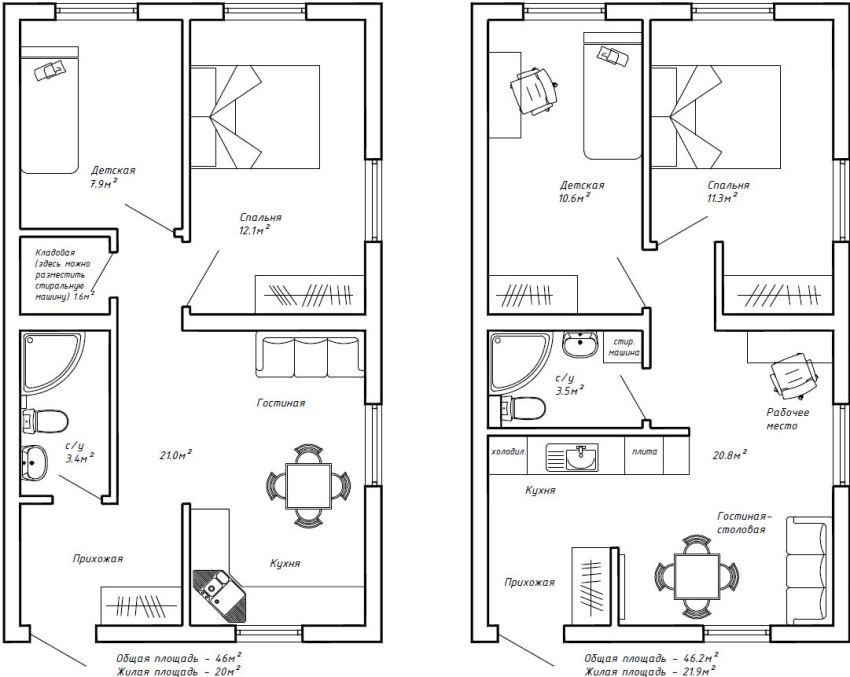 Детская
7.9м²
Спальня
12.1м²
Кладовая
(здесь можно
разместить
стиральную
машину) 1.6м²
Гостиная
с/у
3.4м²
21.0м²
Прихожая
Кухня
Общая площадь - 46м²
Жилая площадь - 20м²
Детская
10.6м²
Спальня
11.3м²
стир.
машина
с/у
3.5м²
Рабочее
место
холодил.
плита
20.8м²
Кухня
Гостиная-
столовая
Прихожая
Общая площадь - 46.2м²
Жилая площадь - 21.9м²